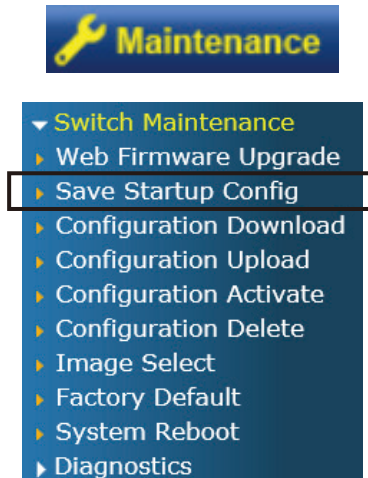 Maintenance
Switch Maintenance
Web Firmware Upgrade
Save Startup Config
Configuration Download
Configuration Upload
Configuration Activate
Configuration Delete
Image Select
Factory Default
System Reboot
Diagnostics